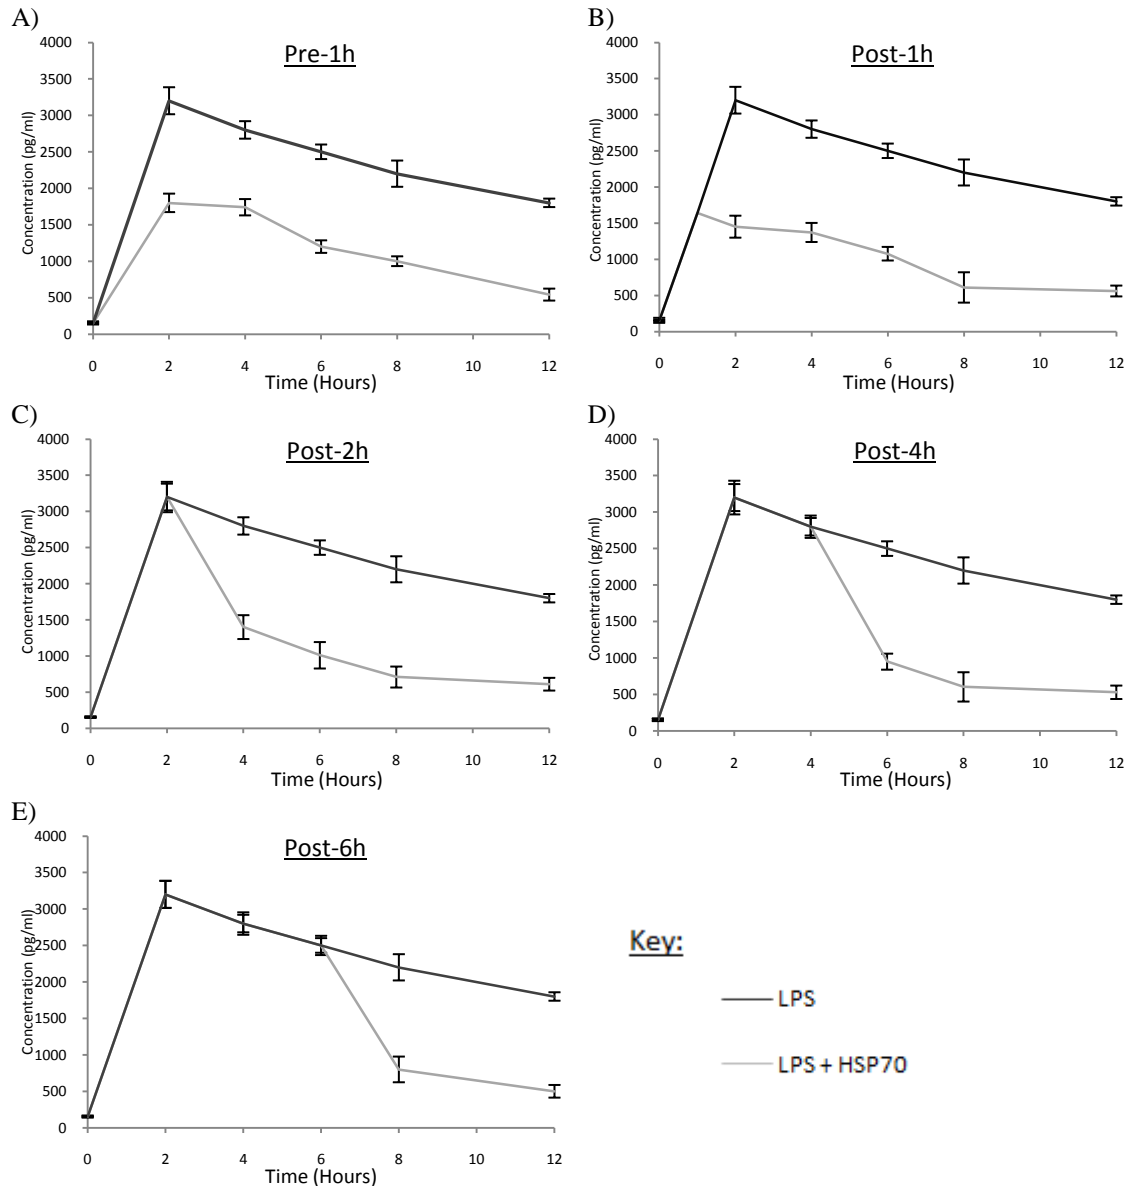 A)
Pre-1h
Concentration (pg/ml)
4000
3500
3000
2500
2000
1500
1000
500
0
0 2 4 6 8 10 12
Time (Hours)
B)
Post-1h
Concentration (pg/ml)
4000
3500
3000
2500
2000
1500
1000
500
0
0 2 4 6 8 10 12
Time (Hours)
C)
Post-2h
Concentration (pg/ml)
4000
3500
3000
2500
2000
1500
1000
500
0
0 2 4 6 8 10 12
Time (Hours)
D)
Post-4h
Concentration (pg/ml)
4000
3500
3000
2500
2000
1500
1000
500
0
0 2 4 6 8 10 12
Time (Hours)
E)
Post-6h
Concentration (pg/ml)
4000
3500
3000
2500
2000
1500
1000
500
0
0 2 4 6 8 10 12
Time (Hours)
Key:
LPS
LPS + HSP70